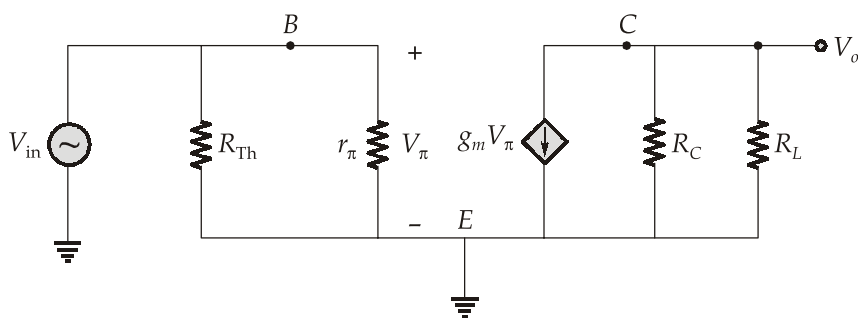 B
C
+
V_o
V_in
~
R_Th
r_π
V_π
g_m V_π
R_C
R_L
–
E